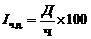 Iч.л = Д/ч ×100